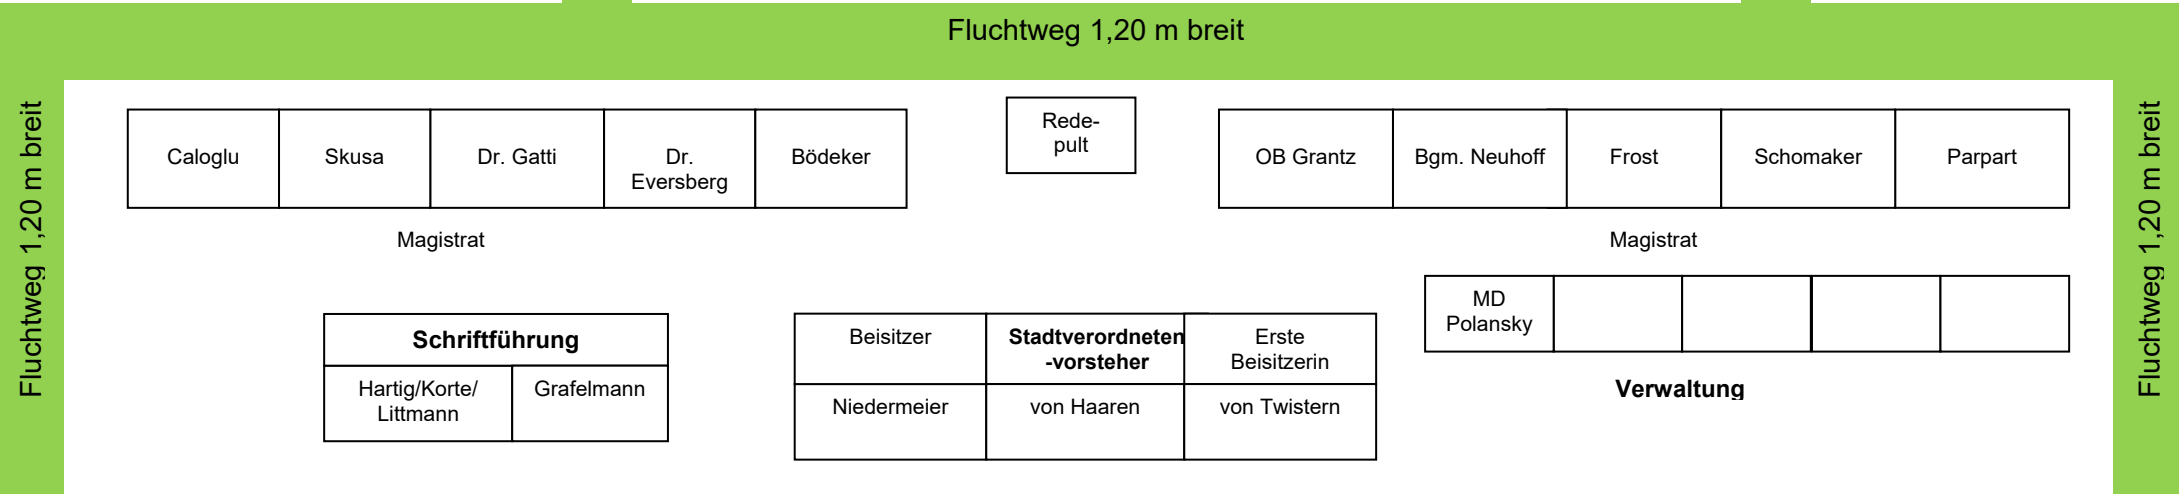 Fluchtweg 1,20 m breit
Fluchtweg 1,20 m breit
Fluchtweg 1,20 m breit
Caloglu
Skusa
Dr. Gatti
Dr.
Eversberg
Bödeker
Rede-
pult
OB Grantz
Bgm. Neuhoff
Frost
Schomaker
Parpart
Magistrat
Magistrat
Schriftführung
Hartig/Korte/
Littmann
Grafelmann
Beisitzer
Stadtverordneten
-vorsteher
Erste
Beisitzerin
Niedermeier
von Haaren
von Twistern
MD
Polansky
Verwaltung